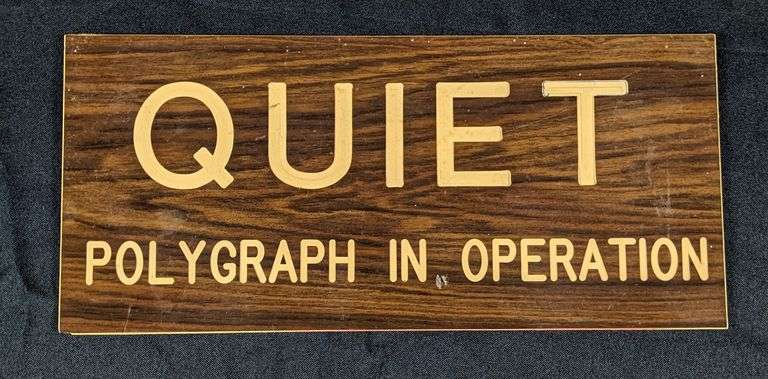 QUIET
POLYGRAPH IN OPERATION